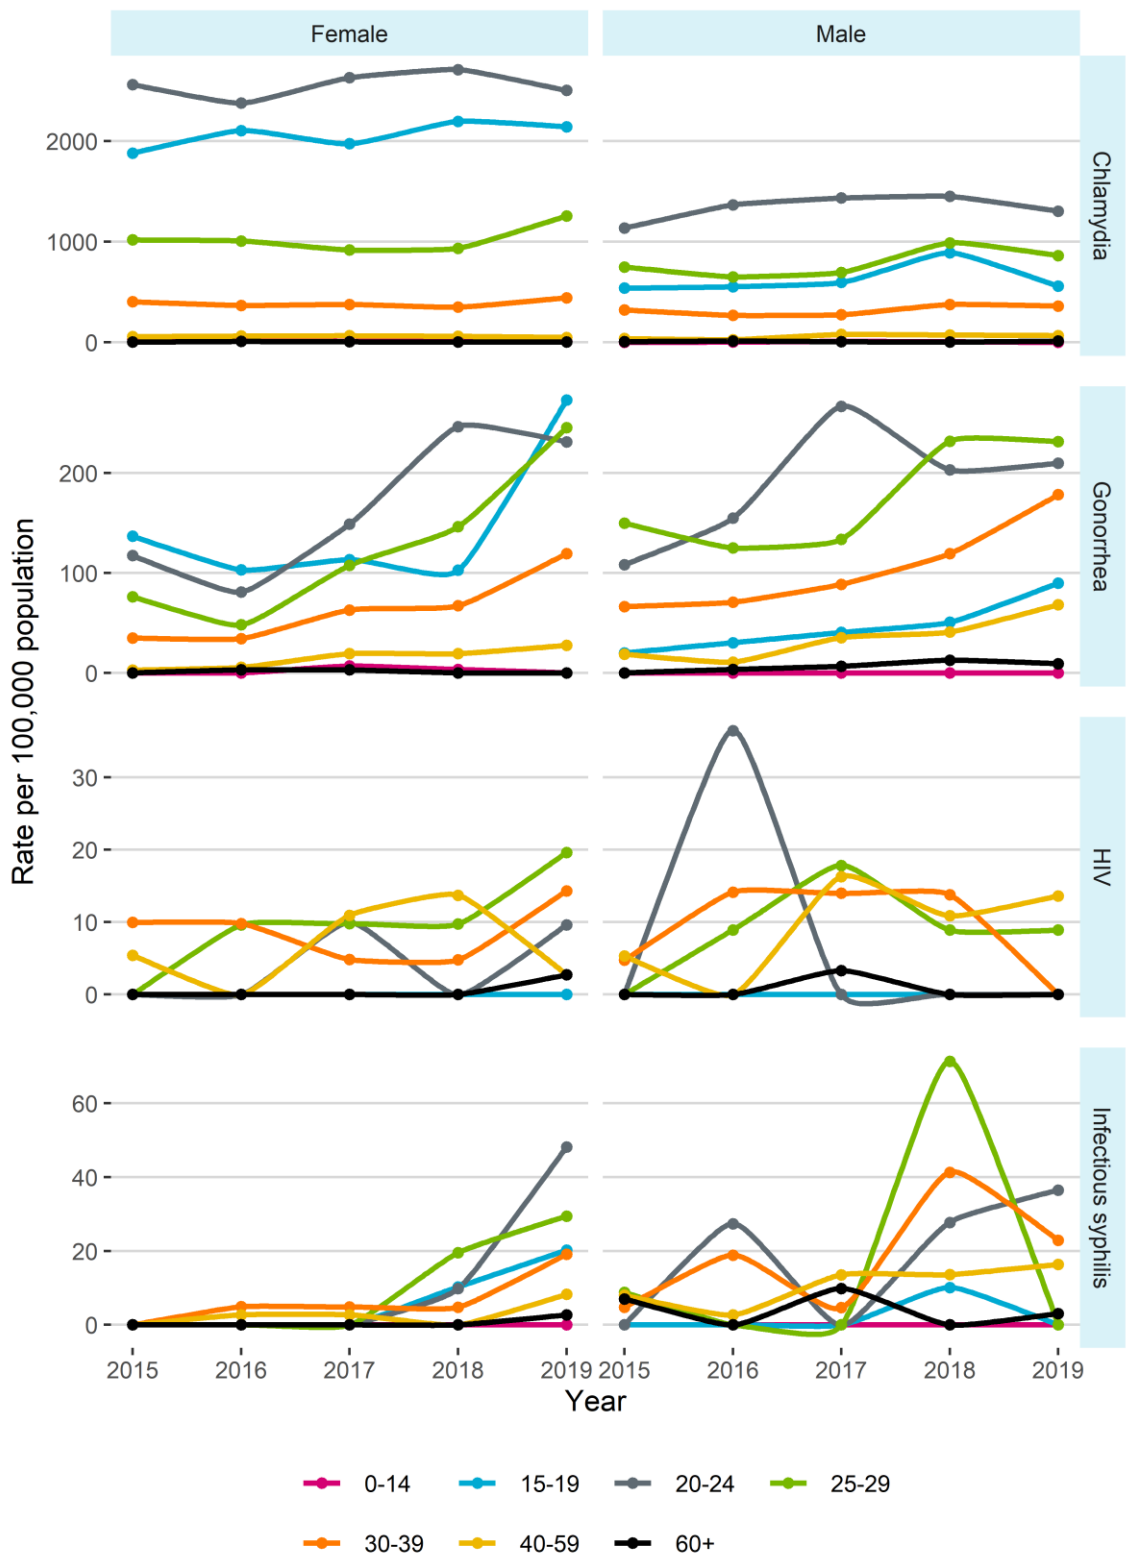 Female
Male
2000
1000
0
Chlamydia
200
100
0
Gonorrhea
30
20
10
0
HIV
60
40
20
0
Infectious syphilis
Rate per 100,000 population
2015 2016 2017 2018 2019 2015 2016 2017 2018 2019
Year
0-14 15-19 20-24 25-29
30-39 40-59 60+